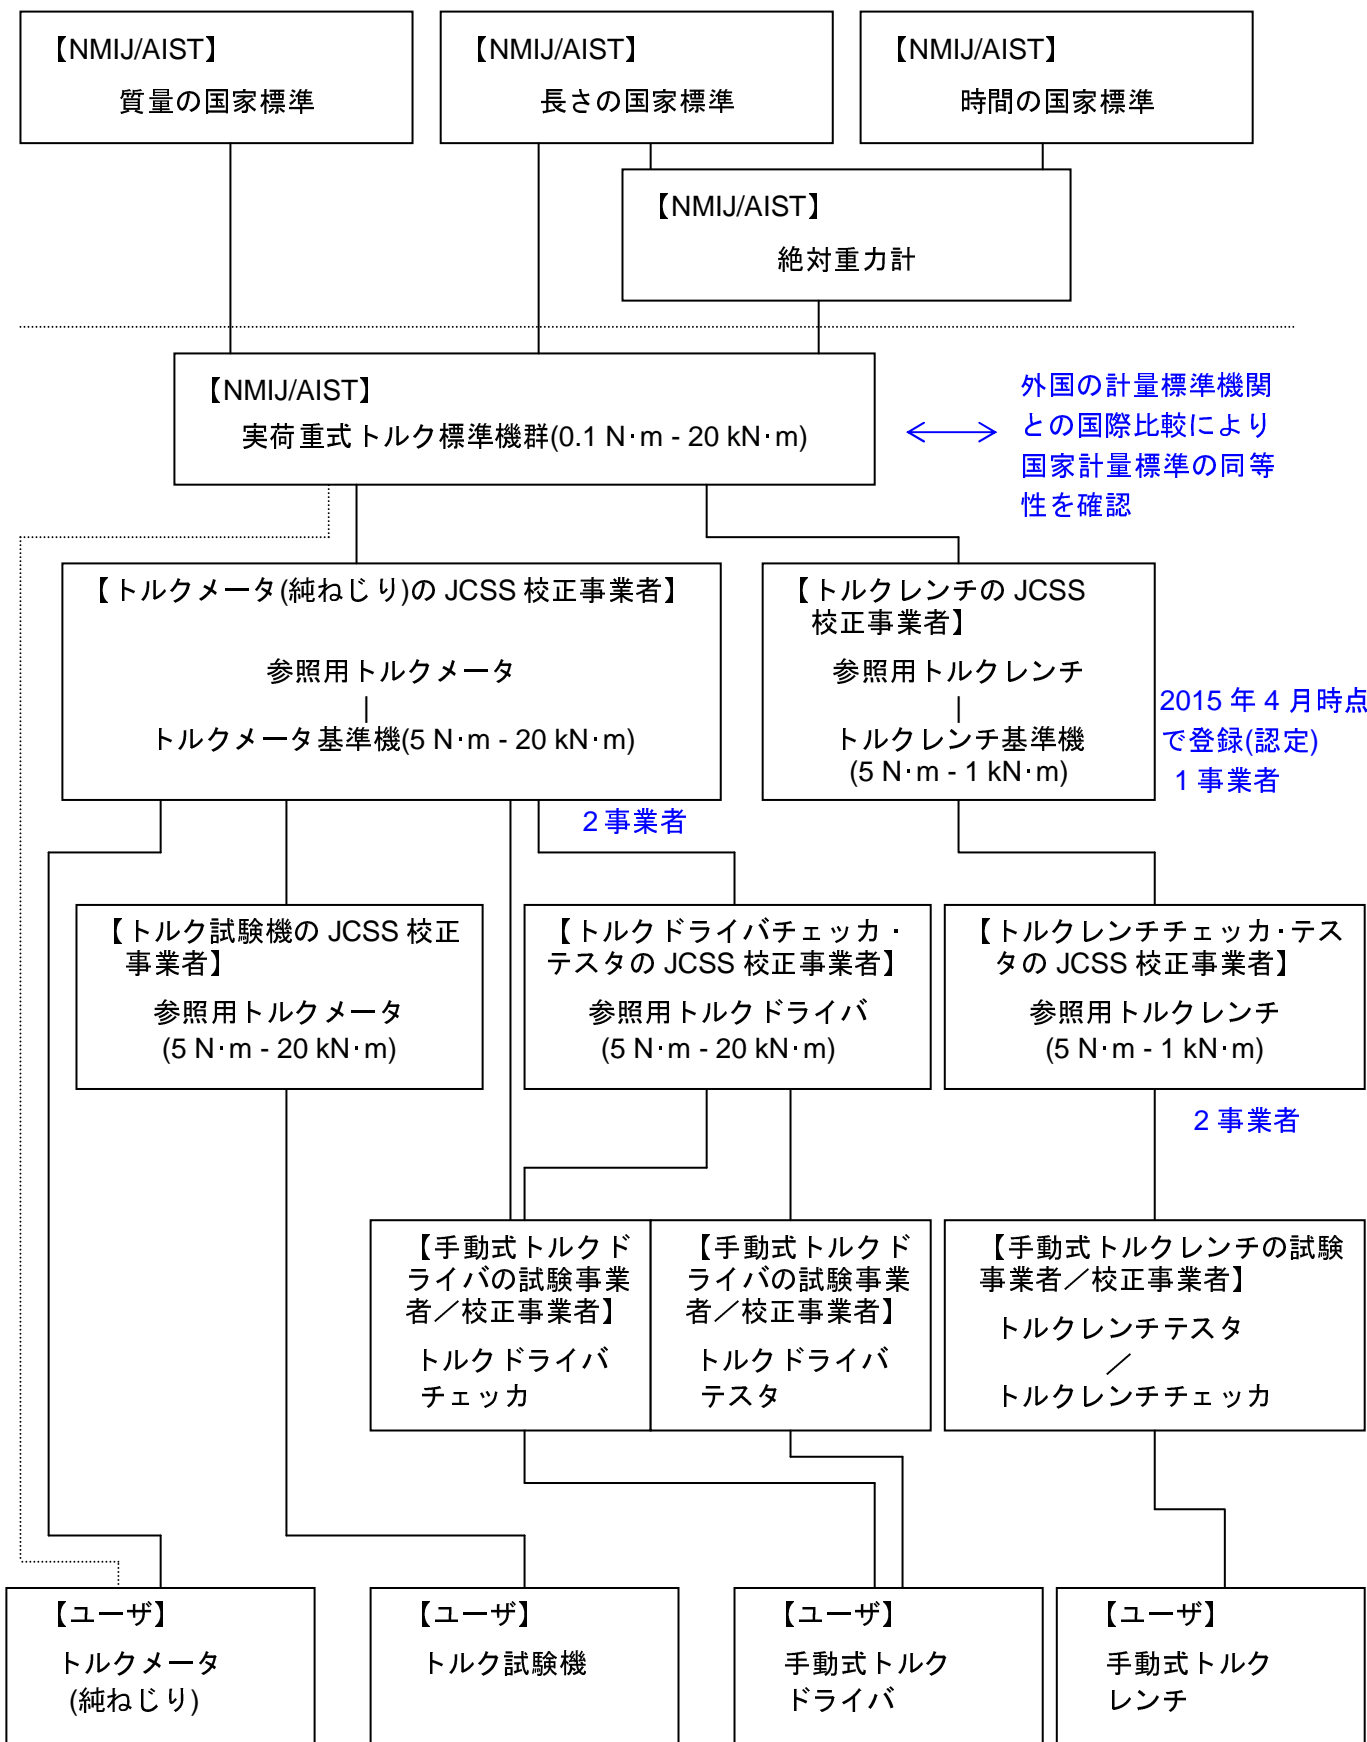 【NMIJ/AIST】
質量の国家標準
【NMIJ/AIST】
長さの国家標準
【NMIJ/AIST】
時間の国家標準
【NMIJ/AIST】
絶対重力計
【NMIJ/AIST】
実荷重式トルク標準機群(0.1 N･m - 20 kN･m)
外国の計量標準機関
との国際比較により
国家計量標準の同等
性を確認
【トルクメータ(純ねじり)の JCSS 校正事業者】
参照用トルクメータ
|
トルクメータ基準機(5 N･m - 20 kN･m)
2 事業者
【トルクレンチの JCSS
校正事業者】
参照用トルクレンチ
|
トルクレンチ基準機
(5 N･m - 1 kN･m)
2015 年 4 月時点
で登録(認定)
1 事業者
【トルク試験機の JCSS 校正
事業者】
参照用トルクメータ
(5 N･m - 20 kN･m)
【トルクドライバチェッカ・
テスタの JCSS 校正事業者】
参照用トルクドライバ
(5 N･m - 20 kN･m)
【トルクレンチチェッカ･テス
タの JCSS 校正事業者】
参照用トルクレンチ
(5 N･m - 1 kN･m)
2 事業者
【手動式トルクド
ライバの試験事業
者／校正事業者】
トルクドライバ
チェッカ
【手動式トルクド
ライバの試験事業
者／校正事業者】
トルクドライバ
テスタ
【手動式トルクレンチの試験
事業者／校正事業者】
トルクレンチテスタ
／
トルクレンチチェッカ
【ユーザ】
トルクメータ
(純ねじり)
【ユーザ】
トルク試験機
【ユーザ】
手動式トルク
ドライバ
【ユーザ】
手動式トルク
レンチ